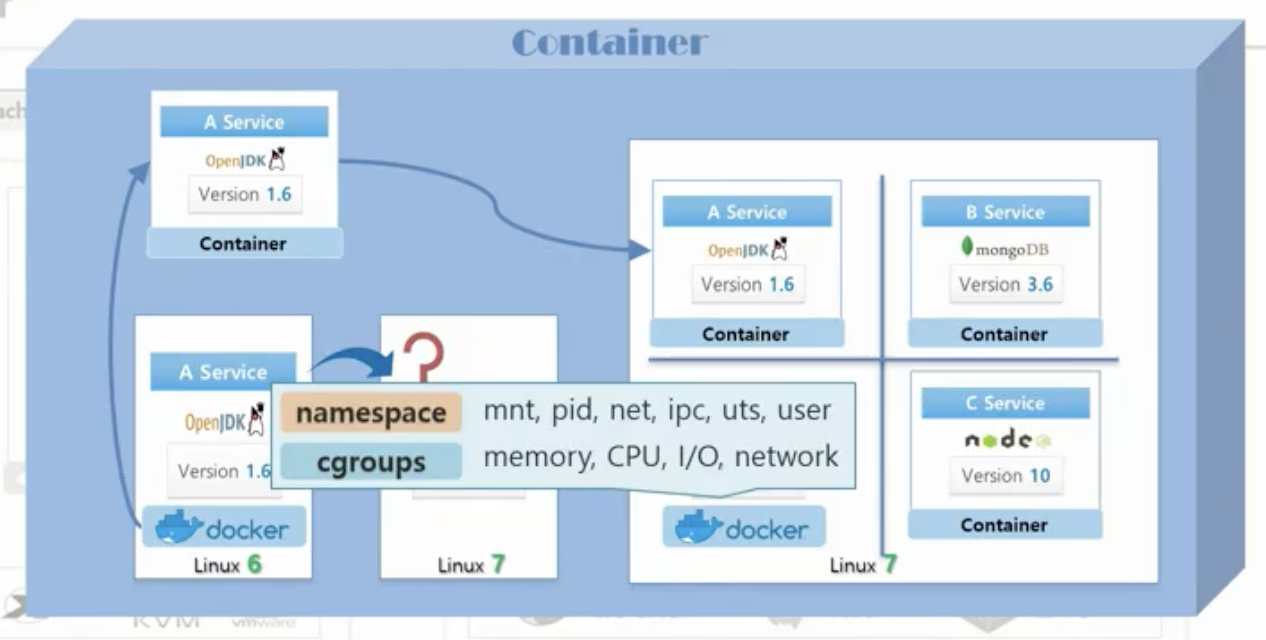 Container
A Service
OpenJDK
Version 1.6
Container
A Service
OpenJDK
Version 1.6
docker
Linux 6
?
Linux 7
namespace mnt, pid, net, ipc, uts, user
cgroups memory, CPU, I/O, network
A Service
OpenJDK
Version 1.6
Container
B Service
mongoDB
Version 3.6
Container
C Service
node
Version 10
Container
docker
Linux 7
KVM
vmware